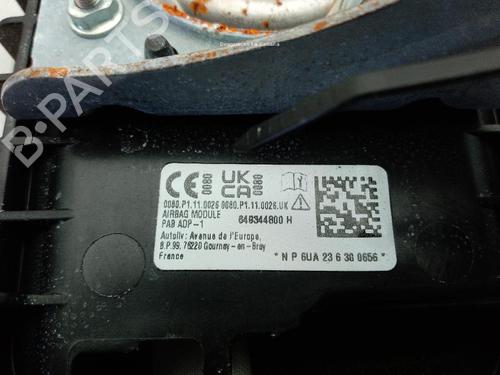 B-PARTS
CE 0080 UK CA 0080
0080.P1.11.0026 0080.P1.11.0026.UK
AIRBAG MODULE
PAB ADP-1
646344800 H
Autoliv: Avenue de l'Europe,
B.P.99, 76220 Gournay-en-Bray
France
*N P 6UA 23 6 30 0656*